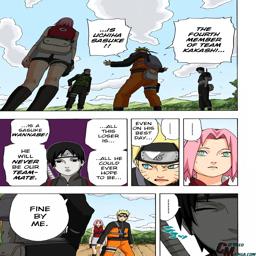 THE
FOURTH
MEMBER
OF TEAM
KAKASHI...
...IS
UCHIHA
SASUKE
!!
EVEN ON
HIS BEST
DAY...
...ALL
THIS
LOSER
IS...
...ALL HE
COULD
EVER
HOPE TO
BE...
...IS A
SASUKE
WANNABE!
HE
WILL
NEVER
BE OUR
TEAM-
MATE.
FINE
BY
ME.